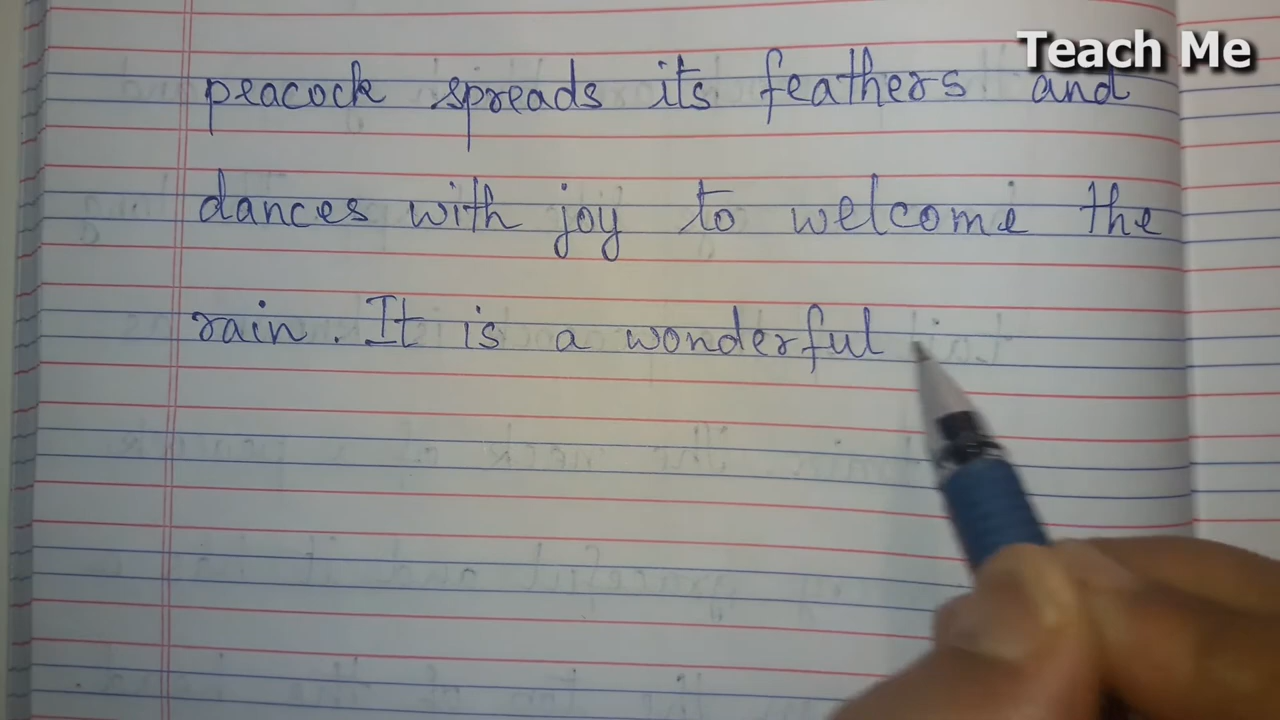 Teach Me
peacock spreads its feathers and
dances with joy to welcome the
rain. It is a wonderful